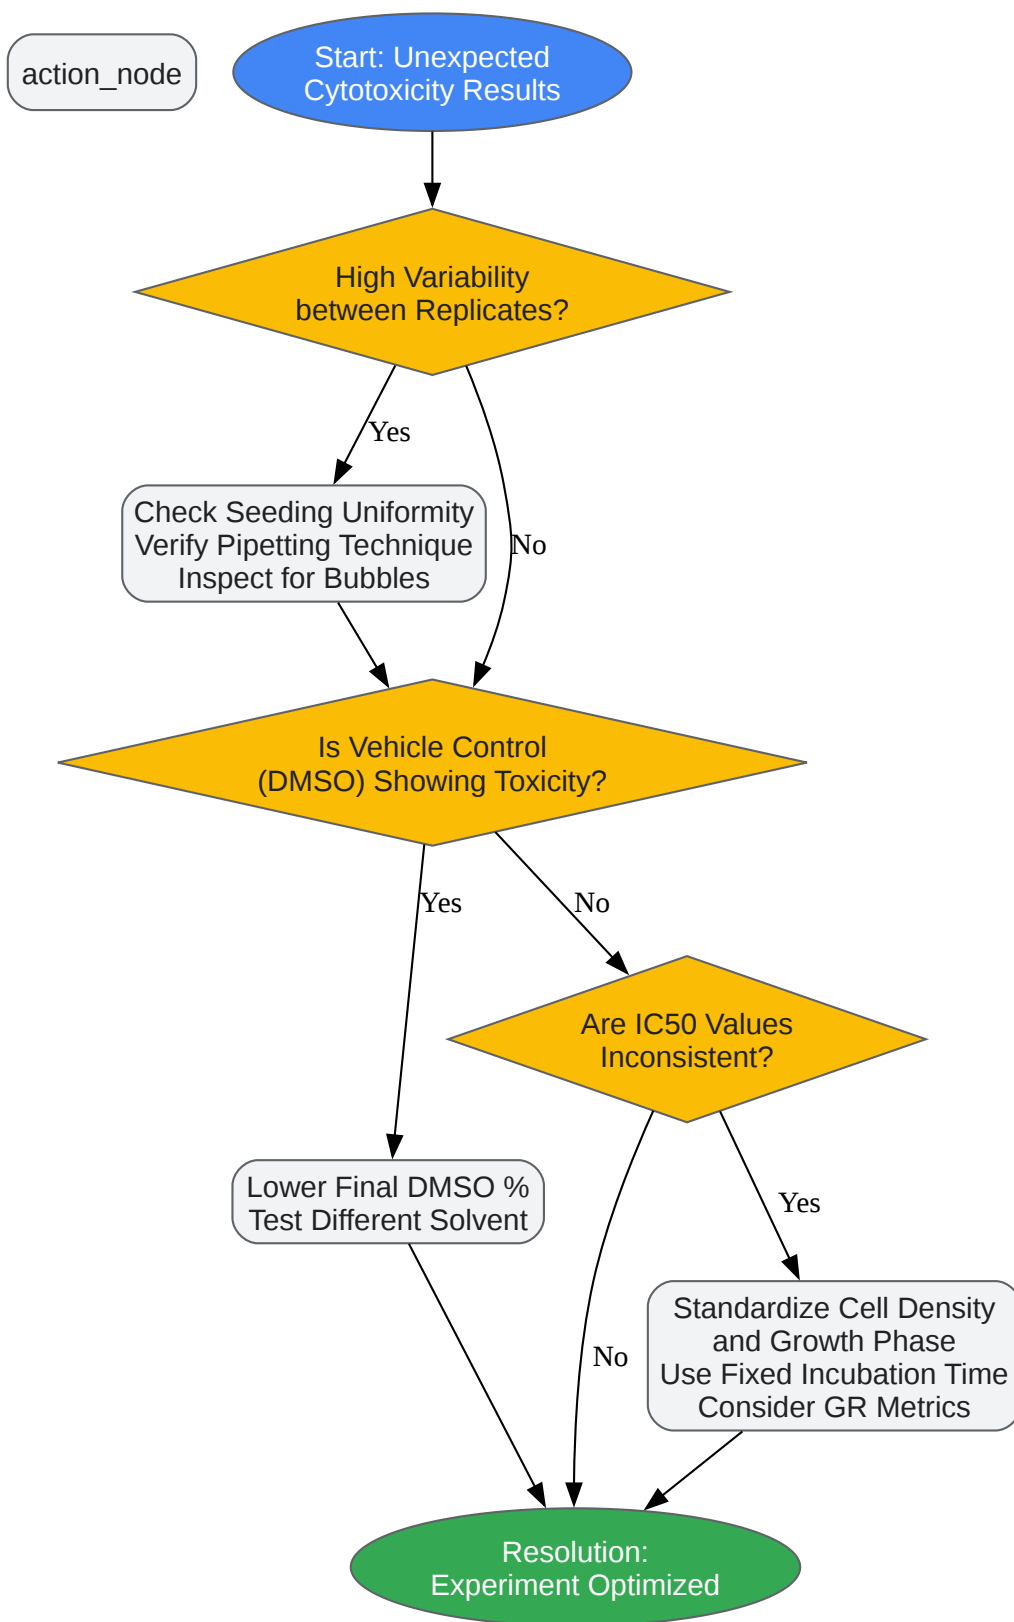 action_node
Start: Unexpected
Cytotoxicity Results
High Variability
between Replicates?
Yes
Check Seeding Uniformity
Verify Pipetting Technique
Inspect for Bubbles
No
Is Vehicle Control
(DMSO) Showing Toxicity?
Yes
No
Are IC50 Values
Inconsistent?
Lower Final DMSO %
Test Different Solvent
Yes
No
Standardize Cell Density
and Growth Phase
Use Fixed Incubation Time
Consider GR Metrics
Resolution:
Experiment Optimized